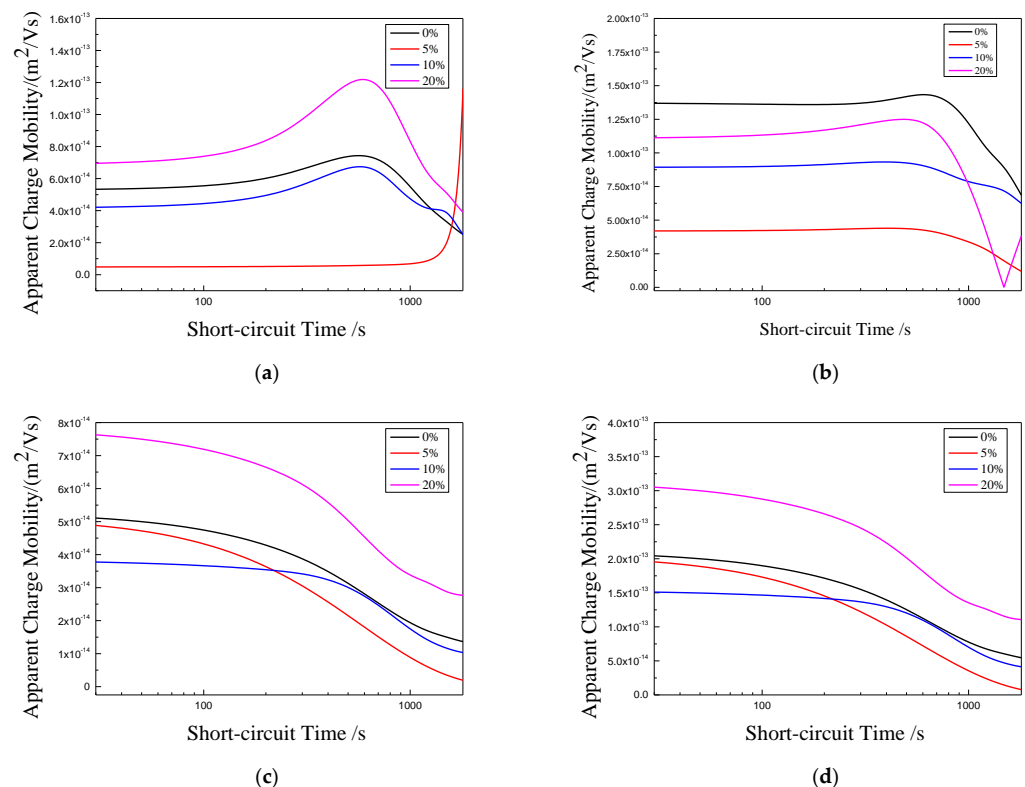 Apparent Charge Mobility/(m²/Vs)
1.6x10⁻¹³
1.4x10⁻¹³
1.2x10⁻¹³
1.0x10⁻¹³
8.0x10⁻¹⁴
6.0x10⁻¹⁴
4.0x10⁻¹⁴
2.0x10⁻¹⁴
0.0
0%
5%
10%
20%
100 1000
Short-circuit Time /s
(a)
Apparent Charge Mobility/(m²/Vs)
2.00x10⁻¹³
1.75x10⁻¹³
1.50x10⁻¹³
1.25x10⁻¹³
1.00x10⁻¹³
7.50x10⁻¹⁴
5.00x10⁻¹⁴
2.50x10⁻¹⁴
0.00
0%
5%
10%
20%
100 1000
Short-circuit Time /s
(b)
Apparent Charge Mobility/(m²/Vs)
8x10⁻¹⁴
7x10⁻¹⁴
6x10⁻¹⁴
5x10⁻¹⁴
4x10⁻¹⁴
3x10⁻¹⁴
2x10⁻¹⁴
1x10⁻¹⁴
0
0%
5%
10%
20%
100 1000
Short-circuit Time /s
(c)
Apparent Charge Mobility/(m²/Vs)
4.0x10⁻¹³
3.5x10⁻¹³
3.0x10⁻¹³
2.5x10⁻¹³
2.0x10⁻¹³
1.5x10⁻¹³
1.0x10⁻¹³
5.0x10⁻¹⁴
0.0
0%
5%
10%
20%
100 1000
Short-circuit Time /s
(d)